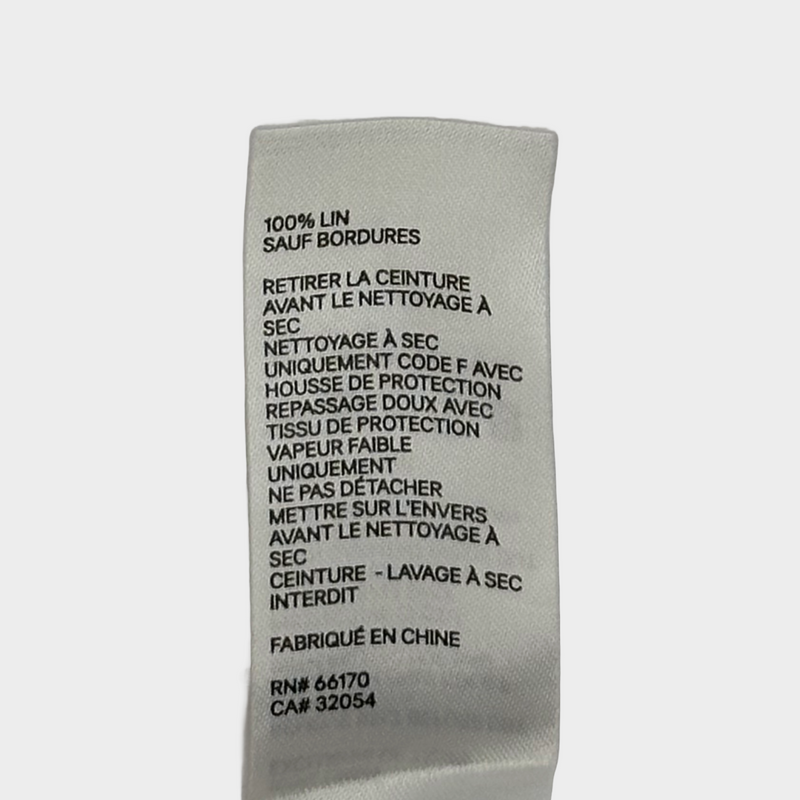 100% LIN
SAUF BORDURES
RETIRER LA CEINTURE
AVANT LE NETTOYAGE À
SEC
NETTOYAGE À SEC
UNIQUEMENT CODE F AVEC
HOUSSE DE PROTECTION
REPASSAGE DOUX AVEC
TISSU DE PROTECTION
VAPEUR FAIBLE
UNIQUEMENT
NE PAS DÉTACHER
METTRE SUR L'ENVERS
AVANT LE NETTOYAGE À
SEC
CEINTURE - LAVAGE À SEC
INTERDIT
FABRIQUÉ EN CHINE
RN# 66170
CA# 32054